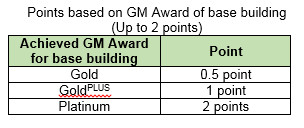 Points based on GM Award of base building
(Up to 2 points)
Achieved GM Award Point
for base building
Gold 0.5 point
GoldPLUS 1 point
Platinum 2 points